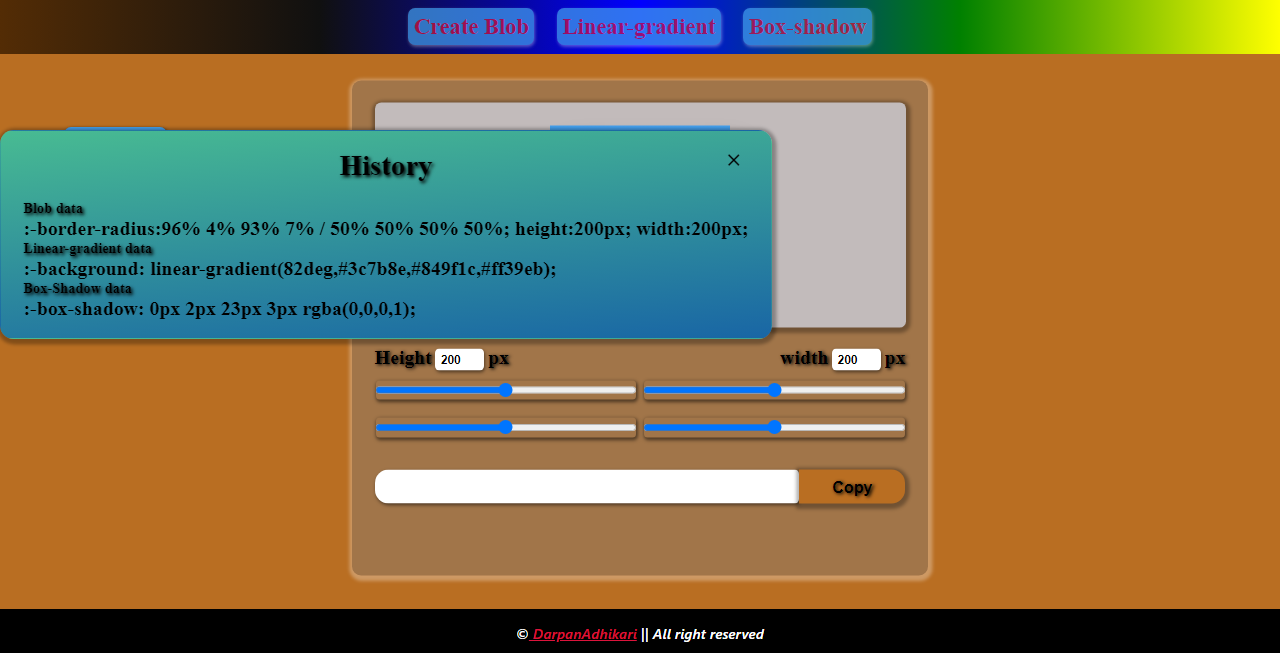 Create Blob Linear-gradient Box-shadow
History ×
Blob data
:-border-radius:96% 4% 93% 7% / 50% 50% 50% 50%; height:200px; width:200px;
Linear-gradient data
:-background: linear-gradient(82deg,#3c7b8e,#849f1c,#ff39eb);
Box-Shadow data
:-box-shadow: 0px 2px 23px 3px rgba(0,0,0,1);
Height 200 px width 200 px
Copy
© DarpanAdhikari || All right reserved